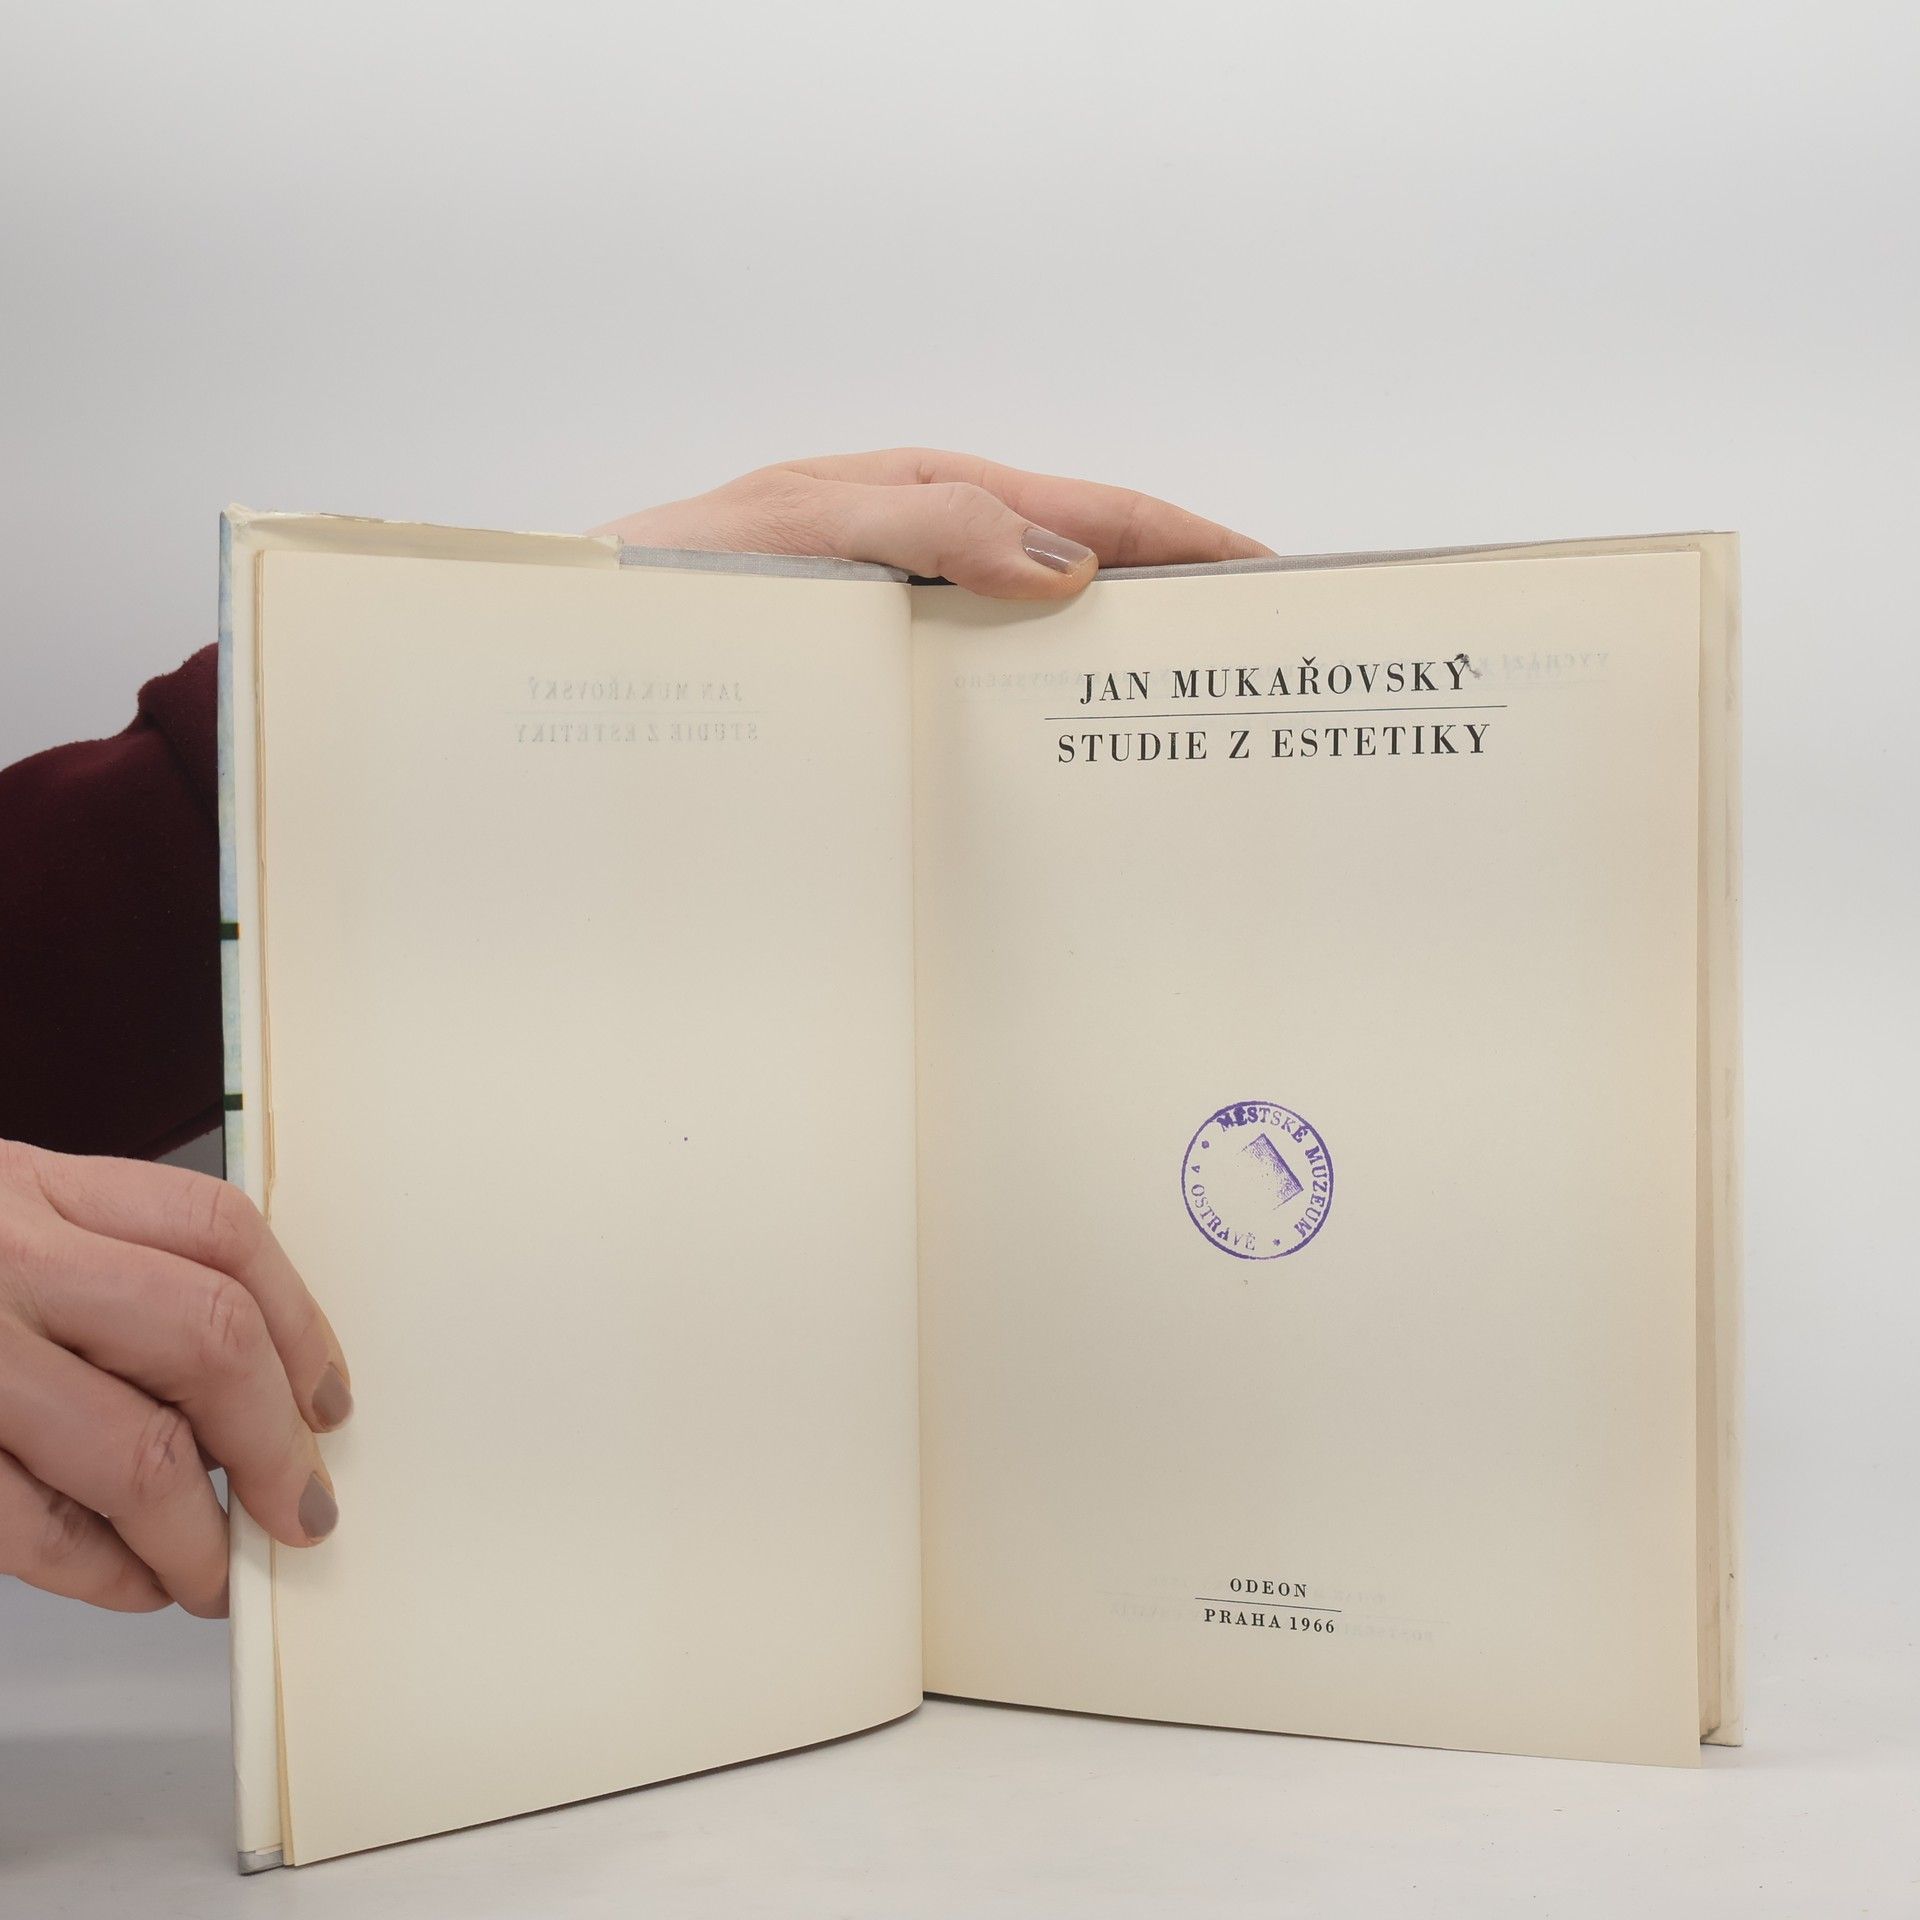 JAN MUKAŘOVSKÝ
STUDIE Z ESTETIKY
MĚSTSKÉ MUZEUM
V OSTRAVĚ
ODEON
PRAHA 1966